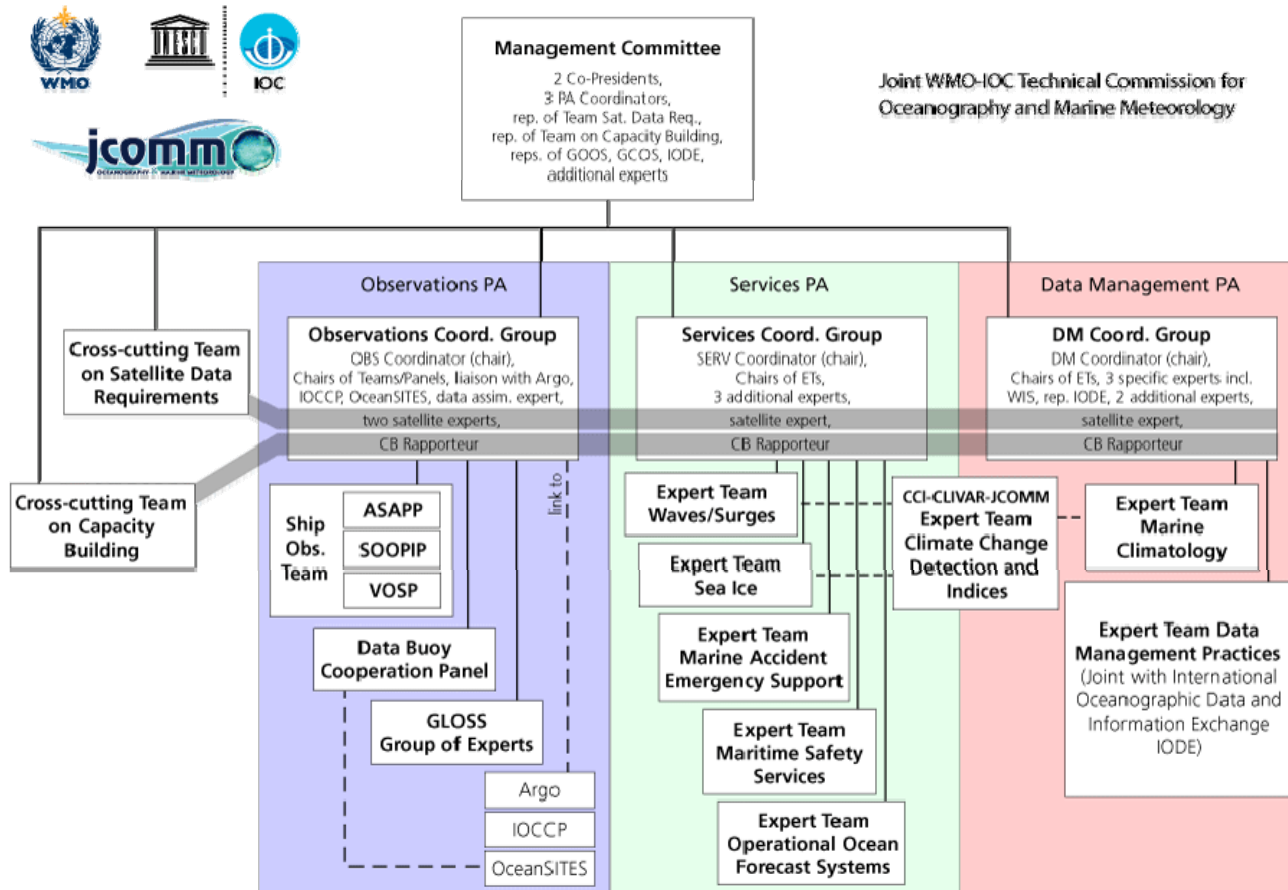 WMO
UNESCO
IOC
jcomm
OCEANOGRAPHY MARINE METEOROLOGY
Joint WMO-IOC Technical Commission for
Oceanography and Marine Meteorology
Management Committee
2 Co-Presidents,
3 PA Coordinators,
rep. of Team Sat. Data Req.,
rep. of Team on Capacity Building,
reps. of GOOS, GCOS, IODE,
additional experts
Cross-cutting Team
on Satellite Data
Requirements
Cross-cutting Team
on Capacity
Building
Observations PA
Observations Coord. Group
OBS Coordinator (chair),
Chairs of Teams/Panels, liaison with Argo,
IOCCP, OceanSITES, data assim. expert,
two satellite experts,
CB Rapporteur
link to
Ship
Obs.
Team
ASAPP
SOOPIP
VOSP
Data Buoy
Cooperation Panel
GLOSS
Group of Experts
Argo
IOCCP
OceanSITES
Services PA
Services Coord. Group
SERV Coordinator (chair),
Chairs of ETs,
3 additional experts,
satellite expert,
CB Rapporteur
Expert Team
Waves/Surges
Expert Team
Sea Ice
Expert Team
Marine Accident
Emergency Support
Expert Team
Maritime Safety
Services
Expert Team
Operational Ocean
Forecast Systems
CCI-CLIVAR-JCOMM
Expert Team
Climate Change
Detection and
Indices
Data Management PA
DM Coord. Group
DM Coordinator (chair),
Chairs of ETs, 3 specific experts incl.
WIS, rep. IODE, 2 additional experts,
satellite expert,
CB Rapporteur
Expert Team
Marine
Climatology
Expert Team Data
Management Practices
(Joint with International
Oceanographic Data and
Information Exchange
IODE)